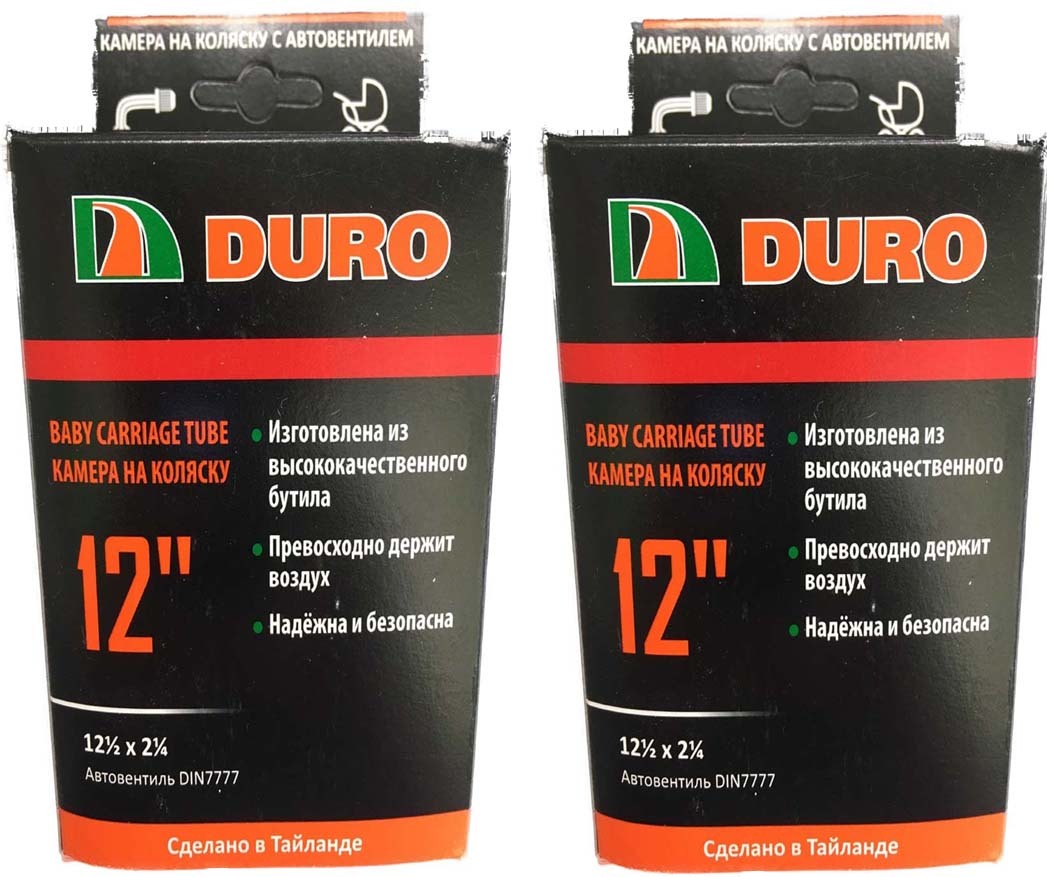 КАМЕРА НА КОЛЯСКУ С АВТОВЕНТИЛЕМ
DURO
BABY CARRIAGE TUBE
КАМЕРА НА КОЛЯСКУ
12"
• Изготовлена из
высококачественного
бутила
• Превосходно держит
воздух
• Надёжна и безопасна
12½ x 2¼
Автовентиль DIN7777
Сделано в Тайланде
КАМЕРА НА КОЛЯСКУ С АВТОВЕНТИЛЕМ
DURO
BABY CARRIAGE TUBE
КАМЕРА НА КОЛЯСКУ
12"
• Изготовлена из
высококачественного
бутила
• Превосходно держит
воздух
• Надёжна и безопасна
12½ x 2¼
Автовентиль DIN7777
Сделано в Тайланде